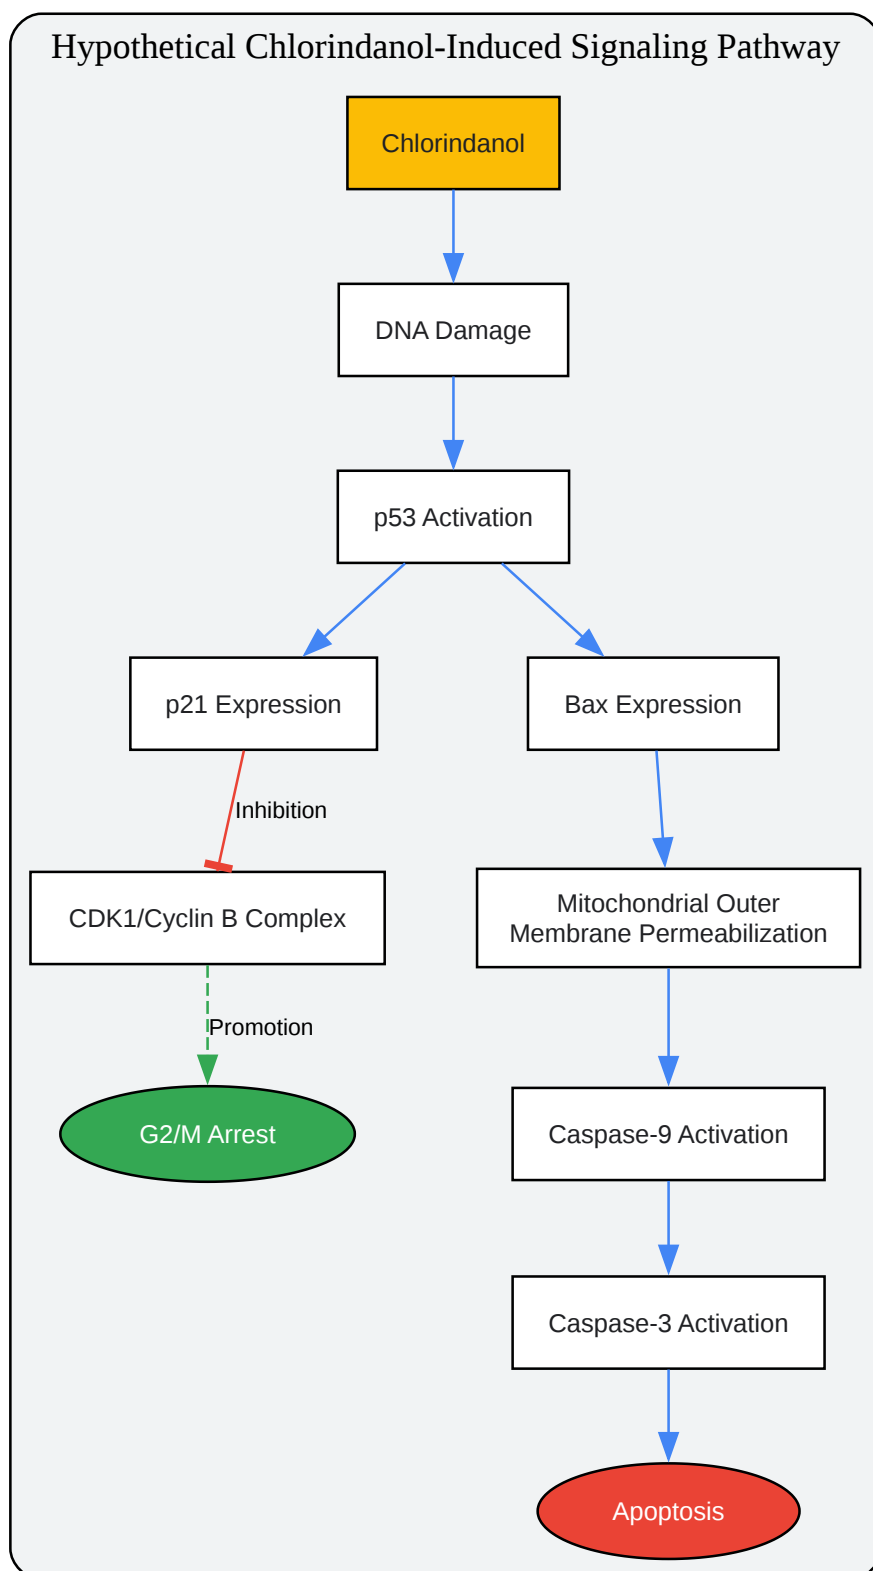 Hypothetical Chlorindanol-Induced Signaling Pathway
Chlorindanol
DNA Damage
p53 Activation
p21 Expression
Bax Expression
Inhibition
CDK1/Cyclin B Complex
Mitochondrial Outer
Membrane Permeabilization
Promotion
G2/M Arrest
Caspase-9 Activation
Caspase-3 Activation
Apoptosis